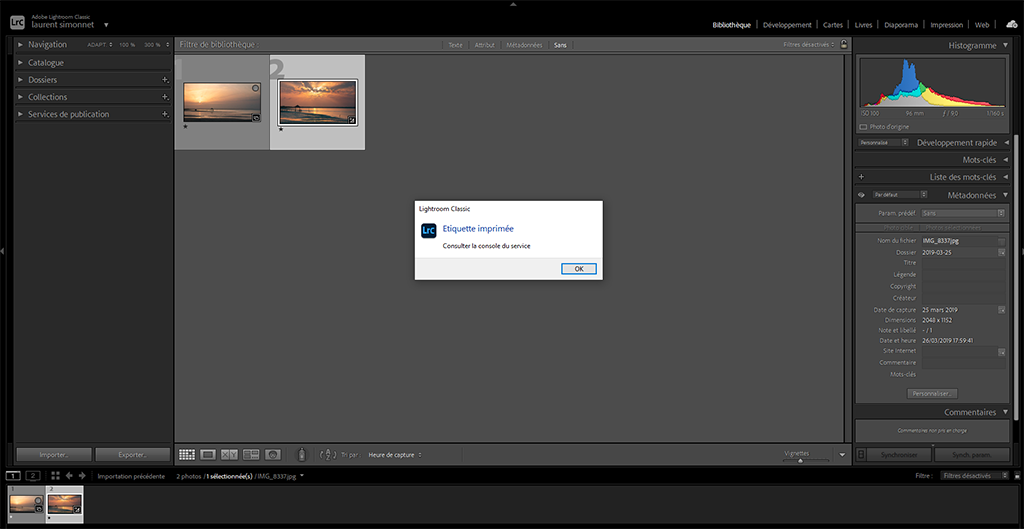 Adobe Lightroom Classic
laurent simonnet
Bibliothèque | Développement | Cartes | Livres | Diaporama | Impression | Web
Navigation ADAPT. 100 % 300 %
Catalogue
Dossiers
Collections
Services de publication
Filtre de bibliothèque :
Texte Attribut Métadonnées Sans
Filtres désactivés
1
2
Lightroom Classic
LrC
Etiquette imprimée
Consulter la console du service
OK
Histogramme
ISO 100 96 mm ƒ / 9,0 1/160 s
Photo d'origine
Personnalisé Développement rapide
Mots-clés
Liste des mots-clés
Par défaut Métadonnées
Param. prédéf. Sans
Nom du fichier IMG_8337.jpg
Dossier 2019-03-25
Titre
Légende
Copyright
Créateur
Date de capture 25 mars 2019
Dimensions 2048 x 1152
Note et libellé - / 1
Date et heure 26/03/2019 17:59:41
Site Internet
Commentaire
Mots-clés
Personnaliser...
Commentaires
Commentaires non pris en charge
Importer... Exporter...
Tri par Heure de capture
Vignettes
Synchroniser Synch. param.
1 2 Importation précédente 2 photos / 1 sélectionnée(s) / IMG_8337.jpg
Filtre : Filtres désactivés
1 2